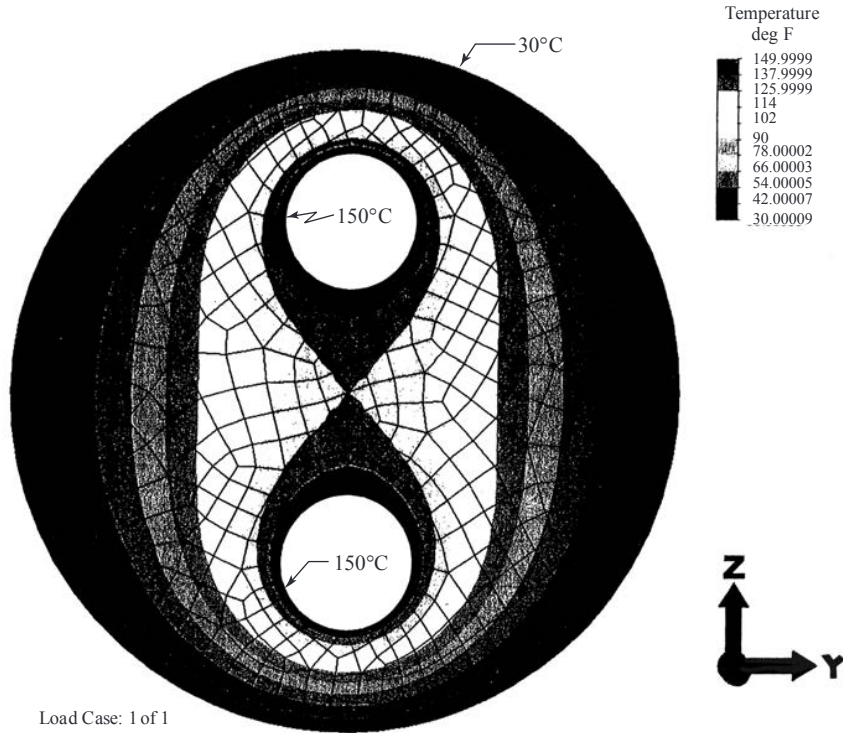 Temperature
deg F
30°C
149.9999
137.9999
125.9999
114
102
90
78.00002
66.00003
54.00005
42.00007
30.00009
150°C
150°C
Z
Y
Load Case: 1 of 1